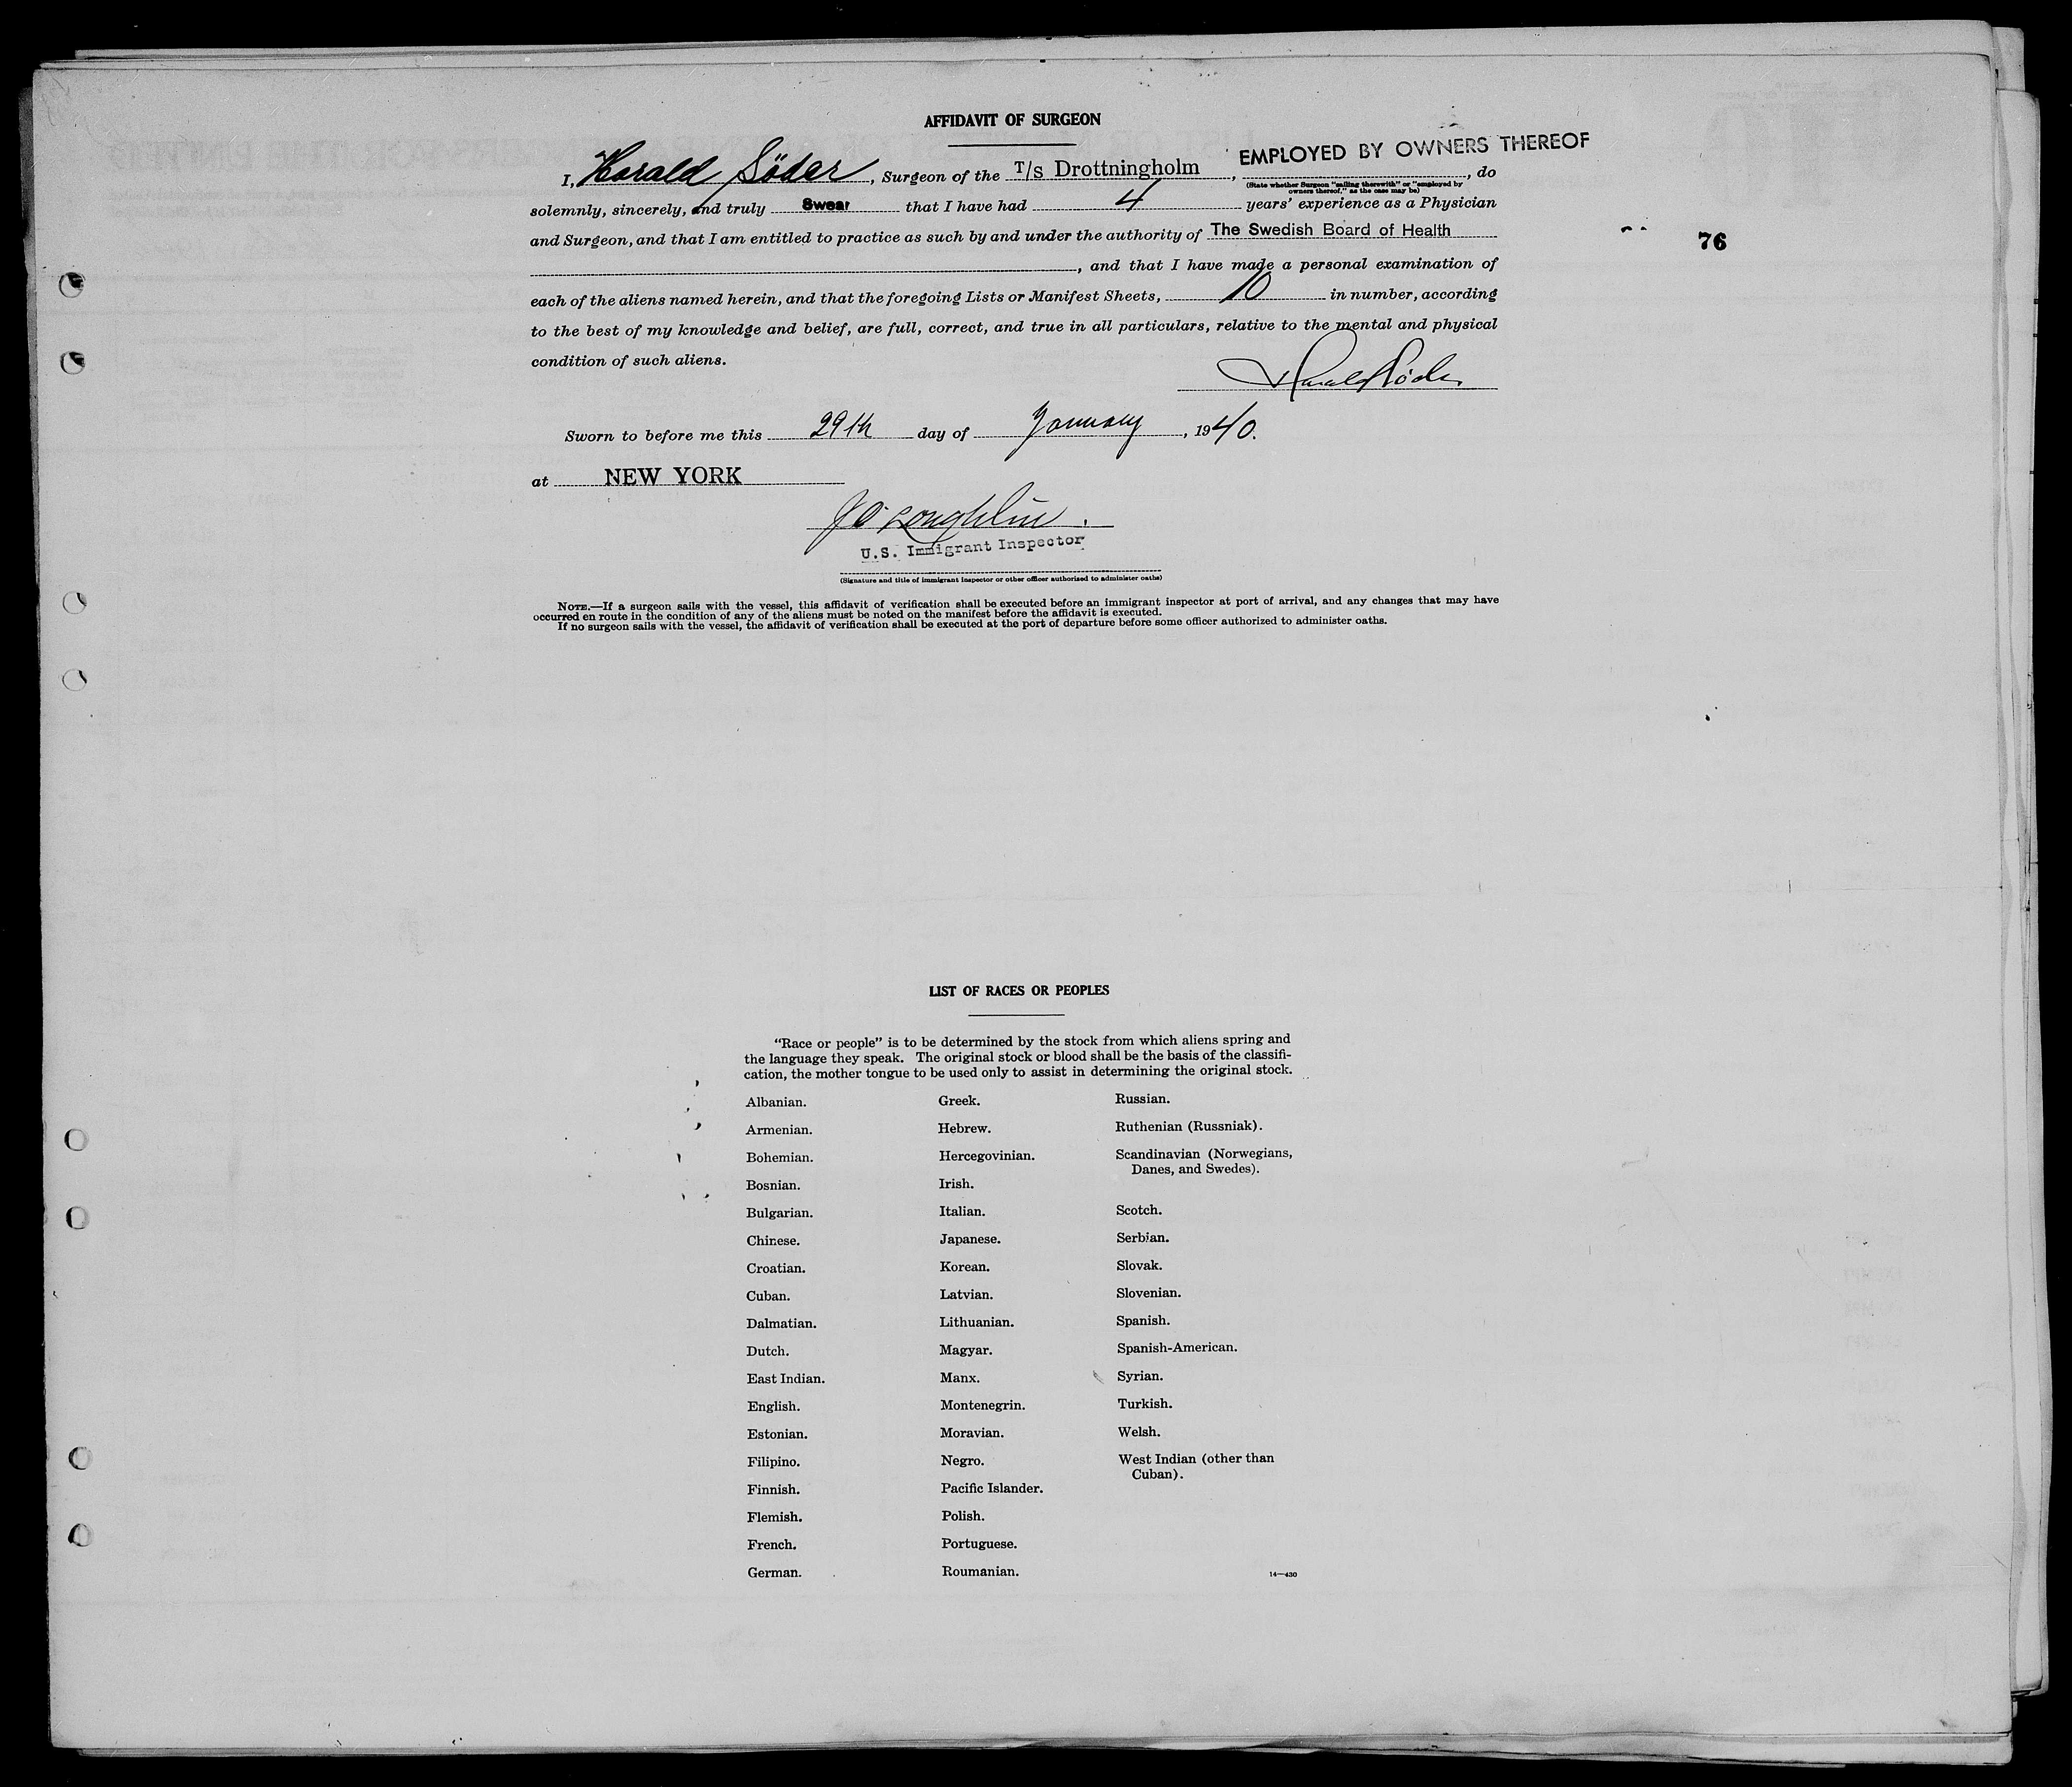 AFFIDAVIT OF SURGEON
I, Harald Söder, Surgeon of the T/S Drottningholm, EMPLOYED BY OWNERS THEREOF, do
(State whether Surgeon "sailing therewith" or "employed by
owners thereof," as the case may be)
solemnly, sincerely, and truly Swear that I have had 4 years' experience as a Physician
and Surgeon, and that I am entitled to practice as such by and under the authority of The Swedish Board of Health
76
, and that I have made a personal examination of
each of the aliens named herein, and that the foregoing Lists or Manifest Sheets, 10 in number, according
to the best of my knowledge and belief, are full, correct, and true in all particulars, relative to the mental and physical
condition of such aliens.
Harald Söder
Sworn to before me this 29th day of January, 1940.
at NEW YORK
J O'Loughlin.
U.S. Immigrant Inspector
(Signature and title of immigrant inspector or other officer authorized to administer oaths)
NOTE.—If a surgeon sails with the vessel, this affidavit of verification shall be executed before an immigrant inspector at port of arrival, and any changes that may have
occurred en route in the condition of any of the aliens must be noted on the manifest before the affidavit is executed.
If no surgeon sails with the vessel, the affidavit of verification shall be executed at the port of departure before some officer authorized to administer oaths.
LIST OF RACES OR PEOPLES
"Race or people" is to be determined by the stock from which aliens spring and
the language they speak. The original stock or blood shall be the basis of the classifi-
cation, the mother tongue to be used only to assist in determining the original stock.
Albanian.
Armenian.
Bohemian.
Bosnian.
Bulgarian.
Chinese.
Croatian.
Cuban.
Dalmatian.
Dutch.
East Indian.
English.
Estonian.
Filipino.
Finnish.
Flemish.
French.
German.
Greek.
Hebrew.
Hercegovinian.
Irish.
Italian.
Japanese.
Korean.
Latvian.
Lithuanian.
Magyar.
Manx.
Montenegrin.
Moravian.
Negro.
Pacific Islander.
Polish.
Portuguese.
Roumanian.
Russian.
Ruthenian (Russniak).
Scandinavian (Norwegians,
Danes, and Swedes).
Scotch.
Serbian.
Slovak.
Slovenian.
Spanish.
Spanish-American.
Syrian.
Turkish.
Welsh.
West Indian (other than
Cuban).
14—430